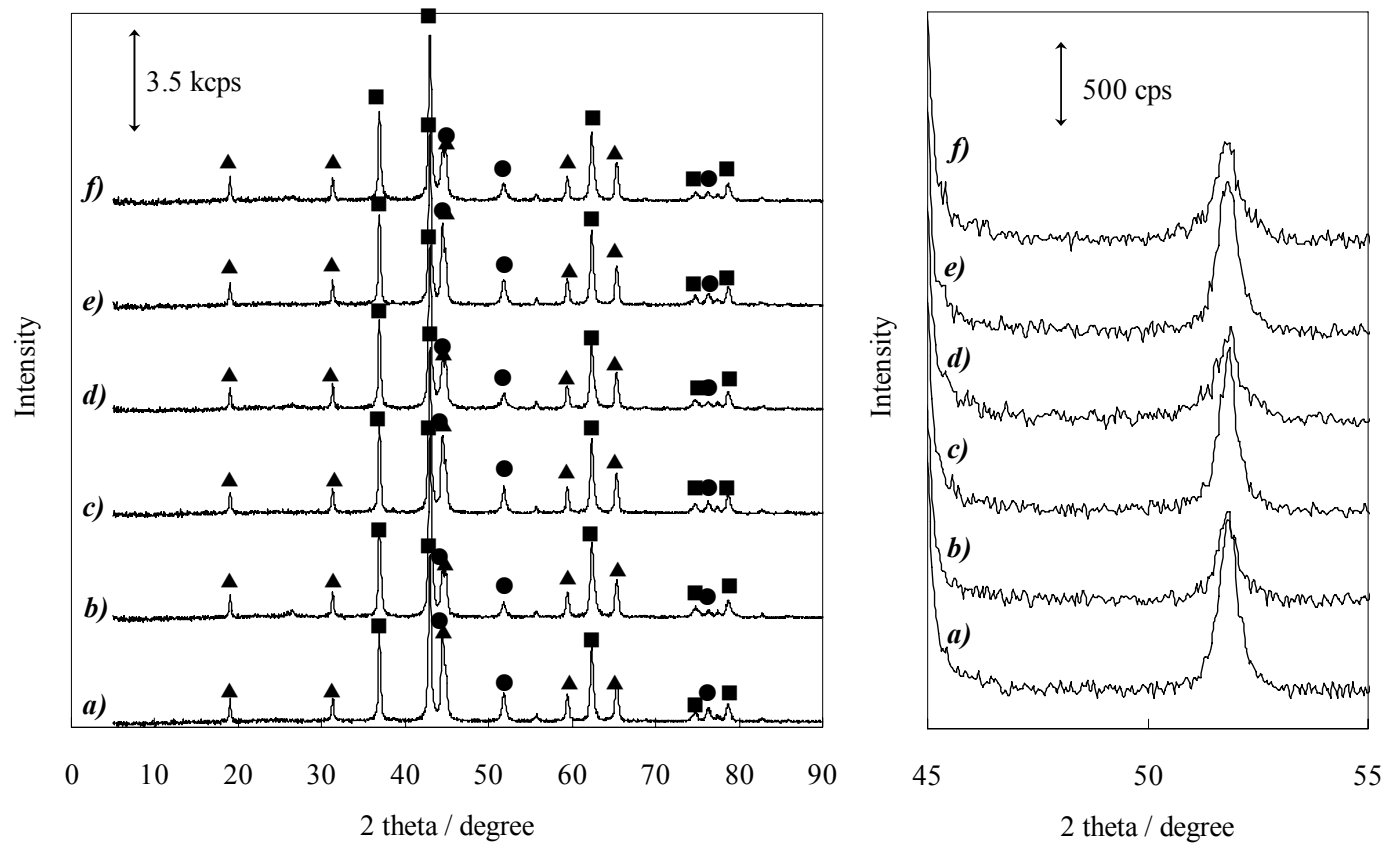 3.5 kcps
f)
e)
d)
c)
b)
a)
Intensity
0 10 20 30 40 50 60 70 80 90
2 theta / degree
500 cps
f)
e)
d)
c)
b)
a)
Intensity
45 50 55
2 theta / degree